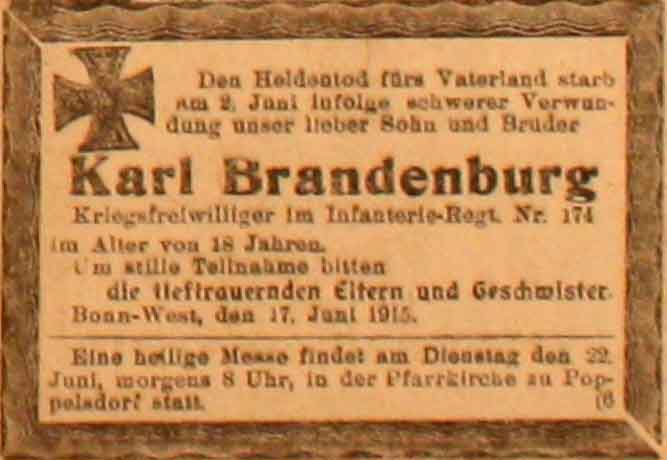 Den Heldentod fürs Vaterland starb
am 2. Juni infolge schwerer Verwun-
dung unser lieber Sohn und Bruder
Karl Brandenburg
Kriegsfreiwilliger im Infanterie-Regt. Nr. 174
im Alter von 18 Jahren.
Um stille Teilnahme bitten
die tieftrauernden Eltern und Geschwister.
Bonn-West, den 17. Juni 1915.
Eine heilige Messe findet am Dienstag den 22.
Juni, morgens 8 Uhr, in der Pfarrkirche zu Pop-
pelsdorf statt. (6